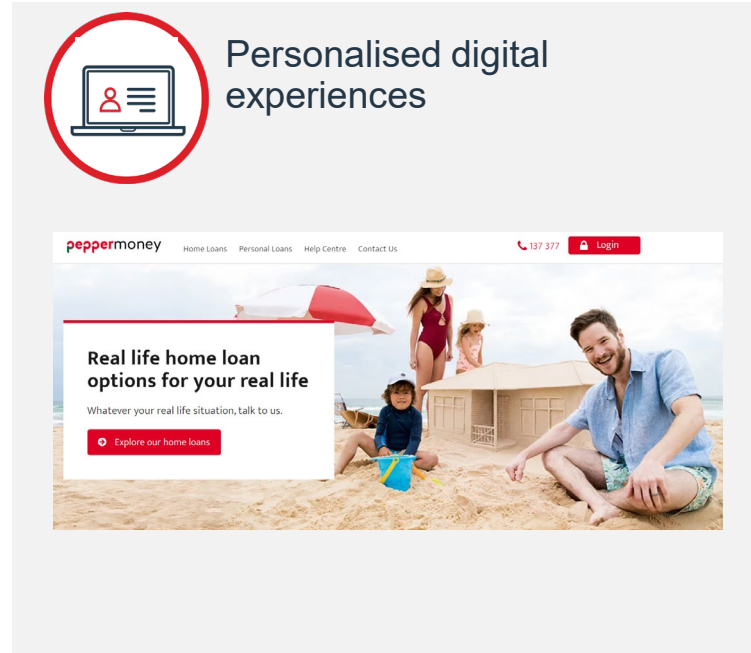 Personalised digital
experiences
peppermoney
Home Loans Personal Loans Help Centre Contact Us
137 377
Login
Real life home loan
options for your real life
Whatever your real life situation, talk to us.
Explore our home loans